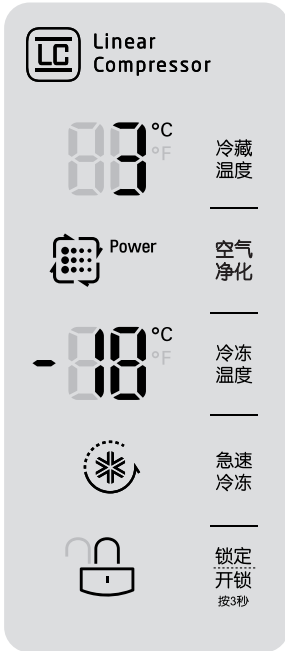 LC
Linear
Compressor
3 °C
°F
冷藏
温度
Power
空气
净化
-18 °C
°F
冷冻
温度
急速
冷冻
锁定
开锁
按3秒